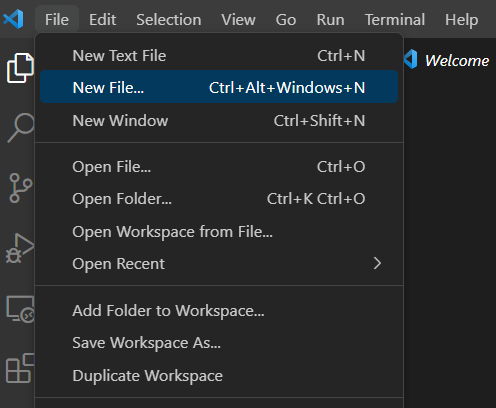 File Edit Selection View Go Run Terminal Help
New Text File Ctrl+N
Welcome
New File... Ctrl+Alt+Windows+N
New Window Ctrl+Shift+N
Open File... Ctrl+O
Open Folder... Ctrl+K Ctrl+O
Open Workspace from File...
Open Recent
Add Folder to Workspace...
Save Workspace As...
Duplicate Workspace